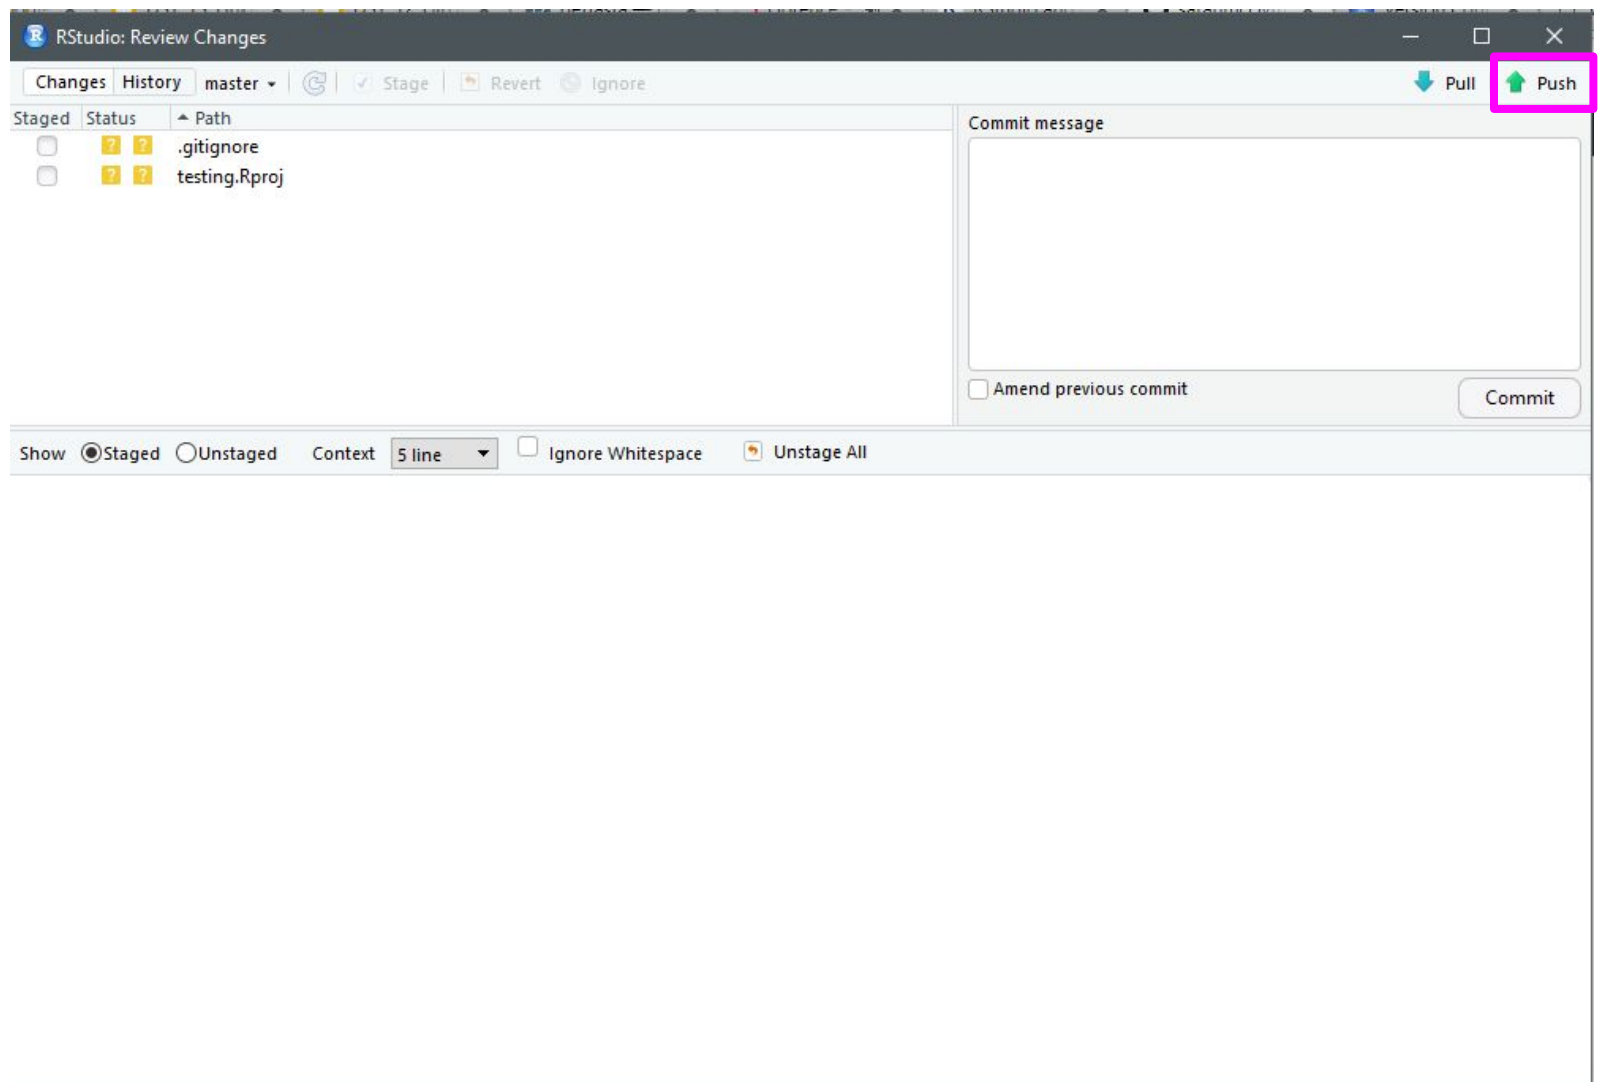 RStudio: Review Changes
Changes History master Stage Revert Ignore Pull Push
Staged Status Path
.gitignore
testing.Rproj
Commit message
Amend previous commit
Commit
Show Staged Unstaged Context 5 line Ignore Whitespace Unstage All